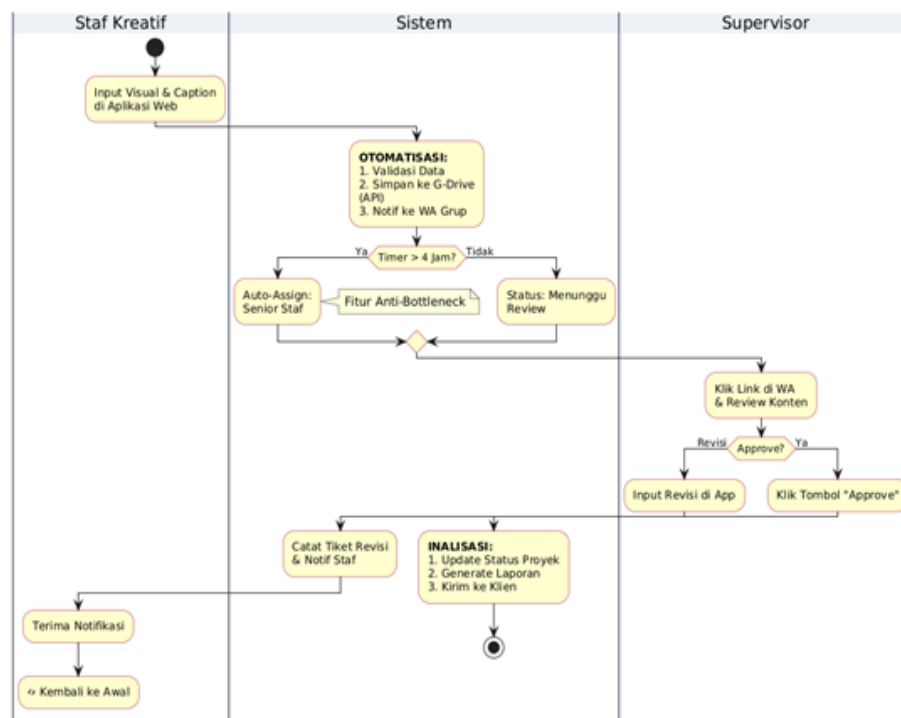 Staf Kreatif
Sistem
Supervisor
Input Visual & Caption
di Aplikasi Web
OTOMATISASI:
1. Validasi Data
2. Simpan ke G-Drive
(API)
3. Notif ke WA Grup
Ya
Timer > 4 Jam?
Tidak
Auto-Assign:
Senior Staf
Fitur Anti-Bottleneck
Status: Menunggu
Review
Klik Link di WA
& Review Konten
Revisi
Approve?
Ya
Input Revisi di App
Klik Tombol "Approve"
Catat Tiket Revisi
& Notif Staf
INALISASI:
1. Update Status Proyek
2. Generate Laporan
3. Kirim ke Klien
Terima Notifikasi
Kembali ke Awal